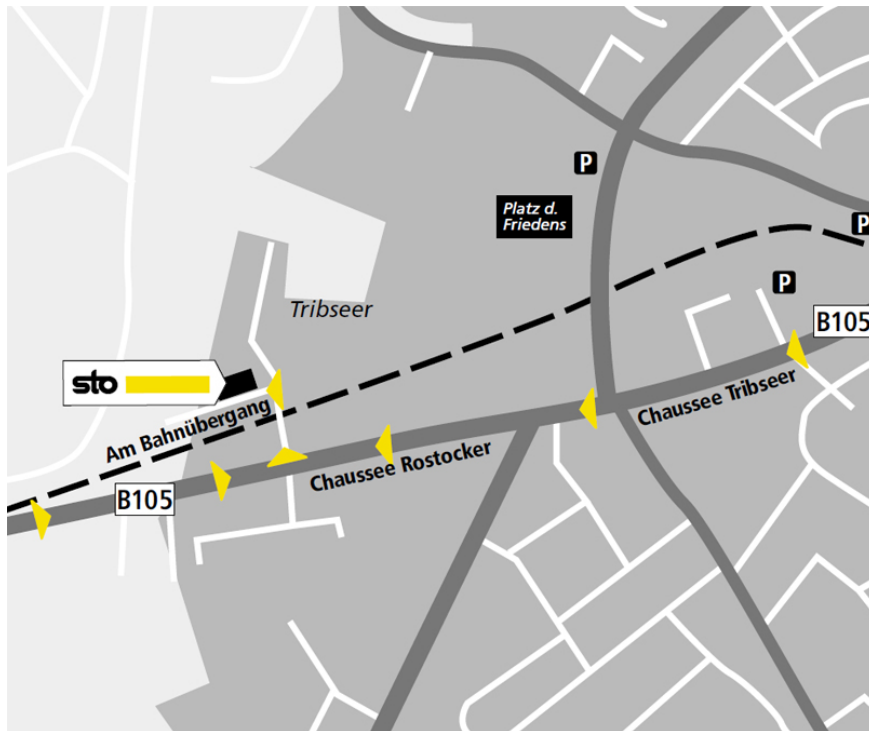 P
Platz d.
Friedens
P
P
Tribseer
B105
sto
Am Bahnübergang
Chaussee Tribseer
Chaussee Rostocker
B105